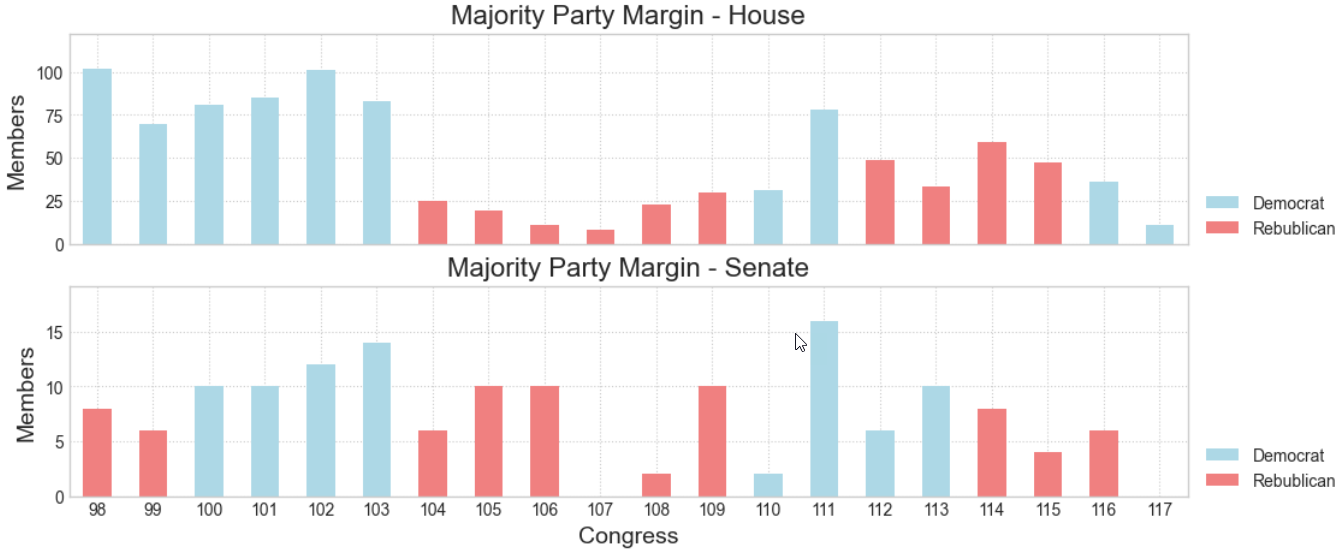 Majority Party Margin - House
Members
100
75
50
25
0
Democrat
Rebublican
Majority Party Margin - Senate
Members
15
10
5
0
98 99 100 101 102 103 104 105 106 107 108 109 110 111 112 113 114 115 116 117
Congress
Democrat
Rebublican